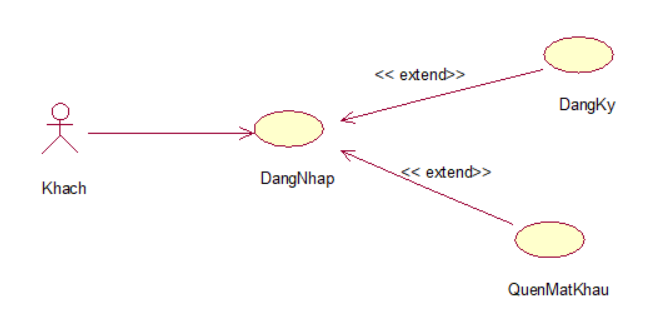 << extend>>
DangKy
Khach
DangNhap
<< extend>>
QuenMatKhau